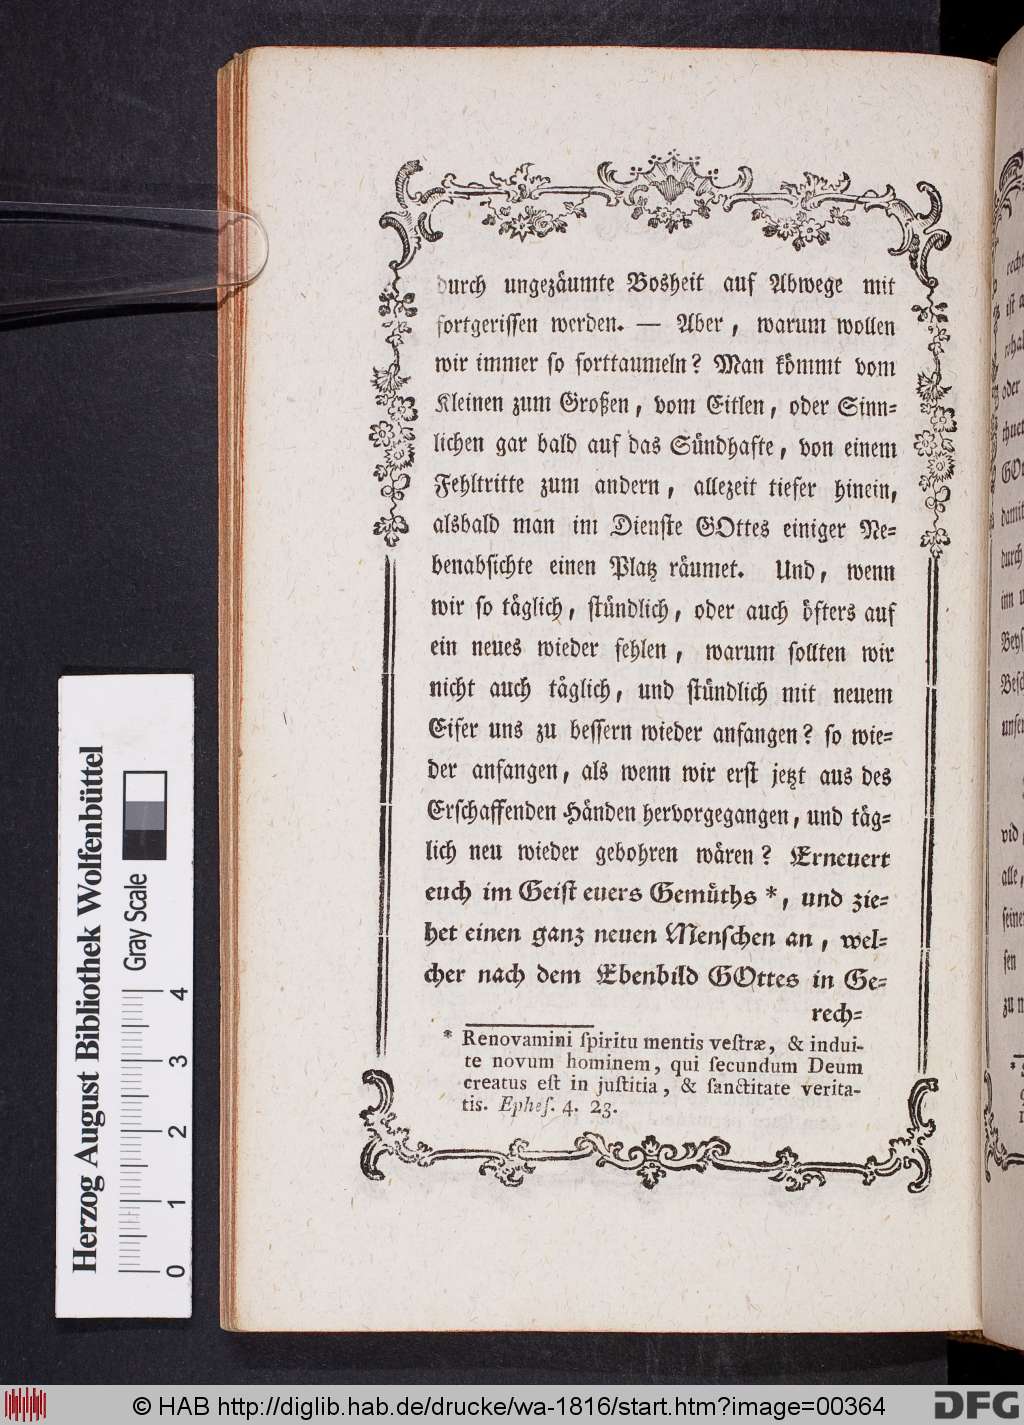 durch ungezäumte Bosheit auf Abwege mit
fortgerissen werden. — Aber, warum wollen
wir immer so forttaumeln? Man kömmt vom
Kleinen zum Großen, vom Eitlen, oder Sinn-
lichen gar bald auf das Sündhafte, von einem
Fehltritte zum andern, allezeit tiefer hinein,
alsbald man im Dienste GOttes einiger Ne-
benabsichte einen Platz räumet. Und, wenn
wir so täglich, stündlich, oder auch öfters auf
ein neues wieder fehlen, warum sollten wir
nicht auch täglich, und stündlich mit neuem
Eifer uns zu bessern wieder anfangen? so wie-
der anfangen, als wenn wir erst jetzt aus des
Erschaffenden Händen hervorgegangen, und täg-
lich neu wieder gebohren wären? Erneuert
euch im Geist euers Gemüths *, und zie-
het einen ganz neuen Menschen an, wel-
cher nach dem Ebenbild GOttes in Ge-
rech-
* Renovamini ſpiritu mentis veſtræ, & indui-
te novum hominem, qui ſecundum Deum
creatus eſt in juſtitia, & ſanctitate verita-
tis. Epheſ. 4. 23.
Herzog August Bibliothek Wolfenbüttel
Gray Scale
0 1 2 3 4
© HAB http://diglib.hab.de/drucke/wa-1816/start.htm?image=00364
DFG